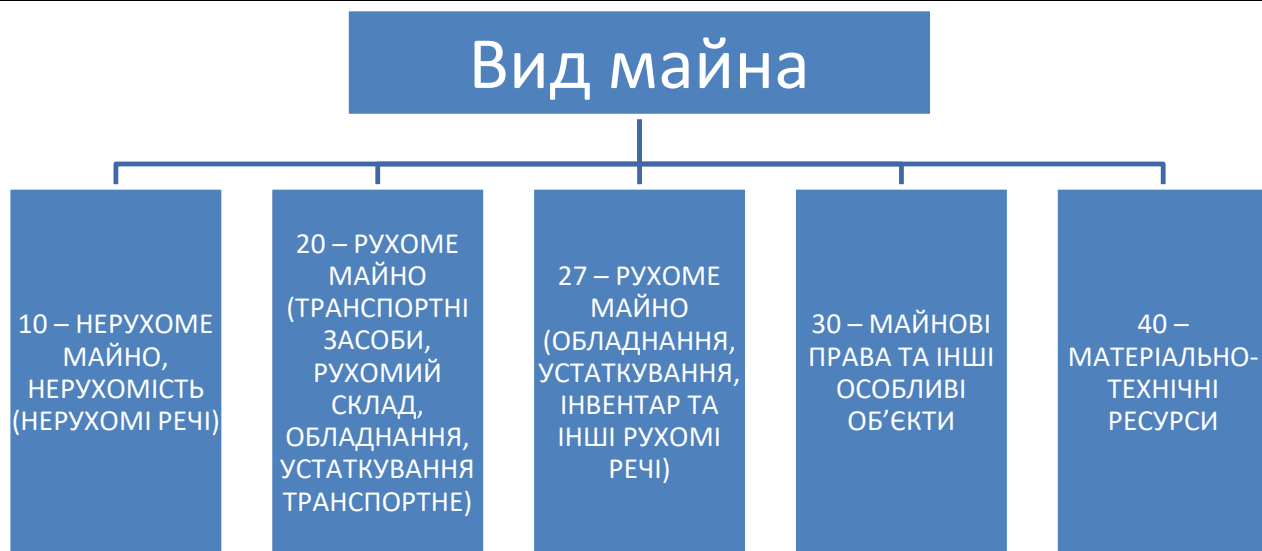 Вид майна
10 – НЕРУХОМЕ
МАЙНО,
НЕРУХОМІСТЬ
(НЕРУХОМІ РЕЧІ)
20 – РУХОМЕ
МАЙНО
(ТРАНСПОРТНІ
ЗАСОБИ,
РУХОМИЙ
СКЛАД,
ОБЛАДНАННЯ,
УСТАТКУВАННЯ
ТРАНСПОРТНЕ)
27 – РУХОМЕ
МАЙНО
(ОБЛАДНАННЯ,
УСТАТКУВАННЯ,
ІНВЕНТАР ТА
ІНШІ РУХОМІ
РЕЧІ)
30 – МАЙНОВІ
ПРАВА ТА ІНШІ
ОСОБЛИВІ
ОБ’ЄКТИ
40 –
МАТЕРІАЛЬНО-
ТЕХНІЧНІ
РЕСУРСИ